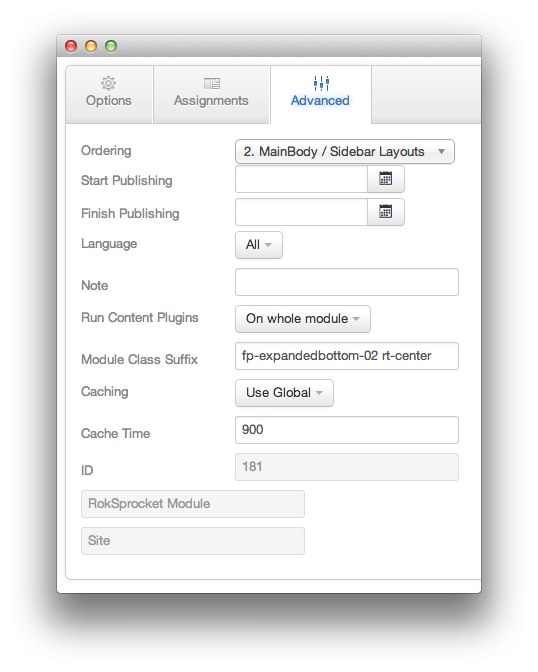 Options Assignments Advanced
Ordering 2. MainBody / Sidebar Layouts
Start Publishing
Finish Publishing
Language All
Note
Run Content Plugins On whole module
Module Class Suffix fp-expandedbottom-02 rt-center
Caching Use Global
Cache Time 900
ID 181
RokSprocket Module
Site